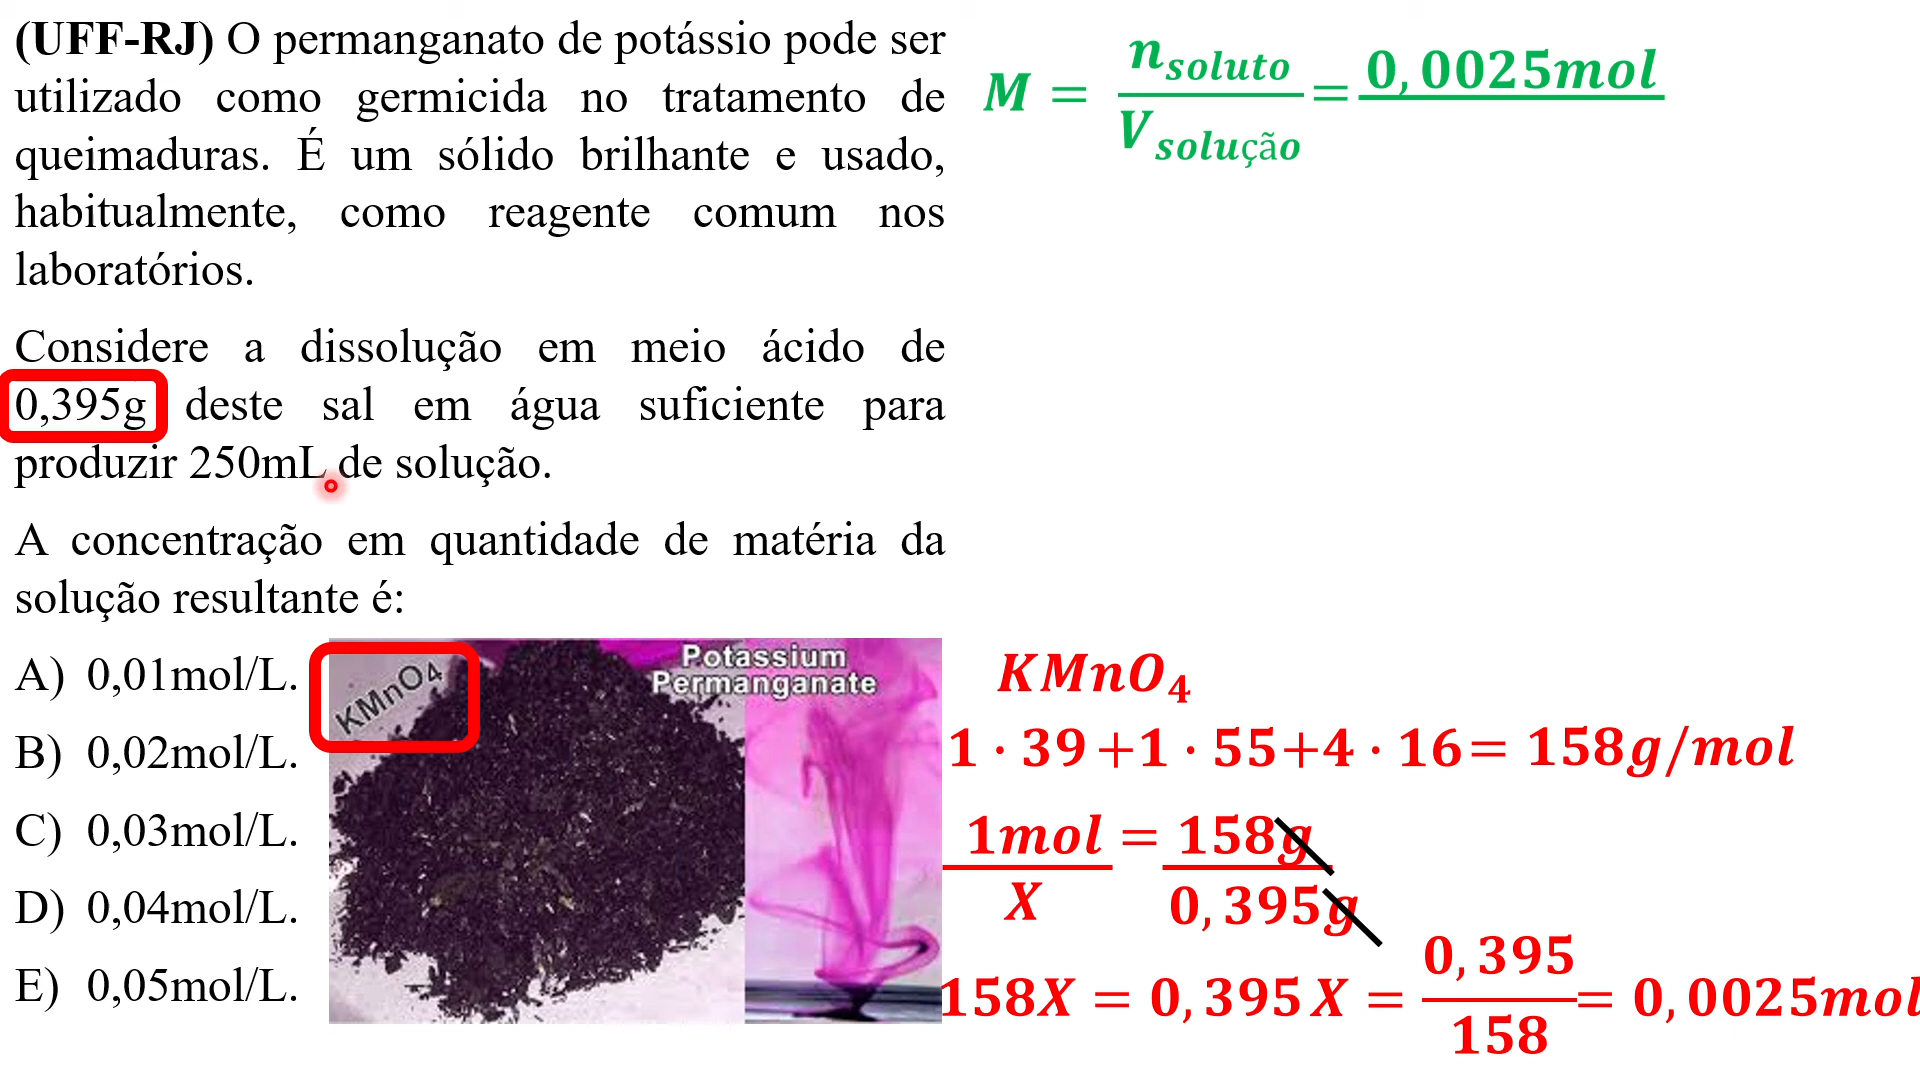 (UFF-RJ) O permanganato de potássio pode ser
utilizado como germicida no tratamento de
queimaduras. É um sólido brilhante e usado,
habitualmente, como reagente comum nos
laboratórios.
Considere a dissolução em meio ácido de
0,395g deste sal em água suficiente para
produzir 250mL de solução.
A concentração em quantidade de matéria da
solução resultante é:
A) 0,01mol/L.
B) 0,02mol/L.
C) 0,03mol/L.
D) 0,04mol/L.
E) 0,05mol/L.
KMnO4
Potassium
Permanganate
M = n_soluto / V_solução = 0,0025mol
KMnO₄
1 · 39 + 1 · 55 + 4 · 16 = 158g/mol
1mol = 158g
X 0,395g
158X = 0,395 X = 0,395 / 158 = 0,0025mol